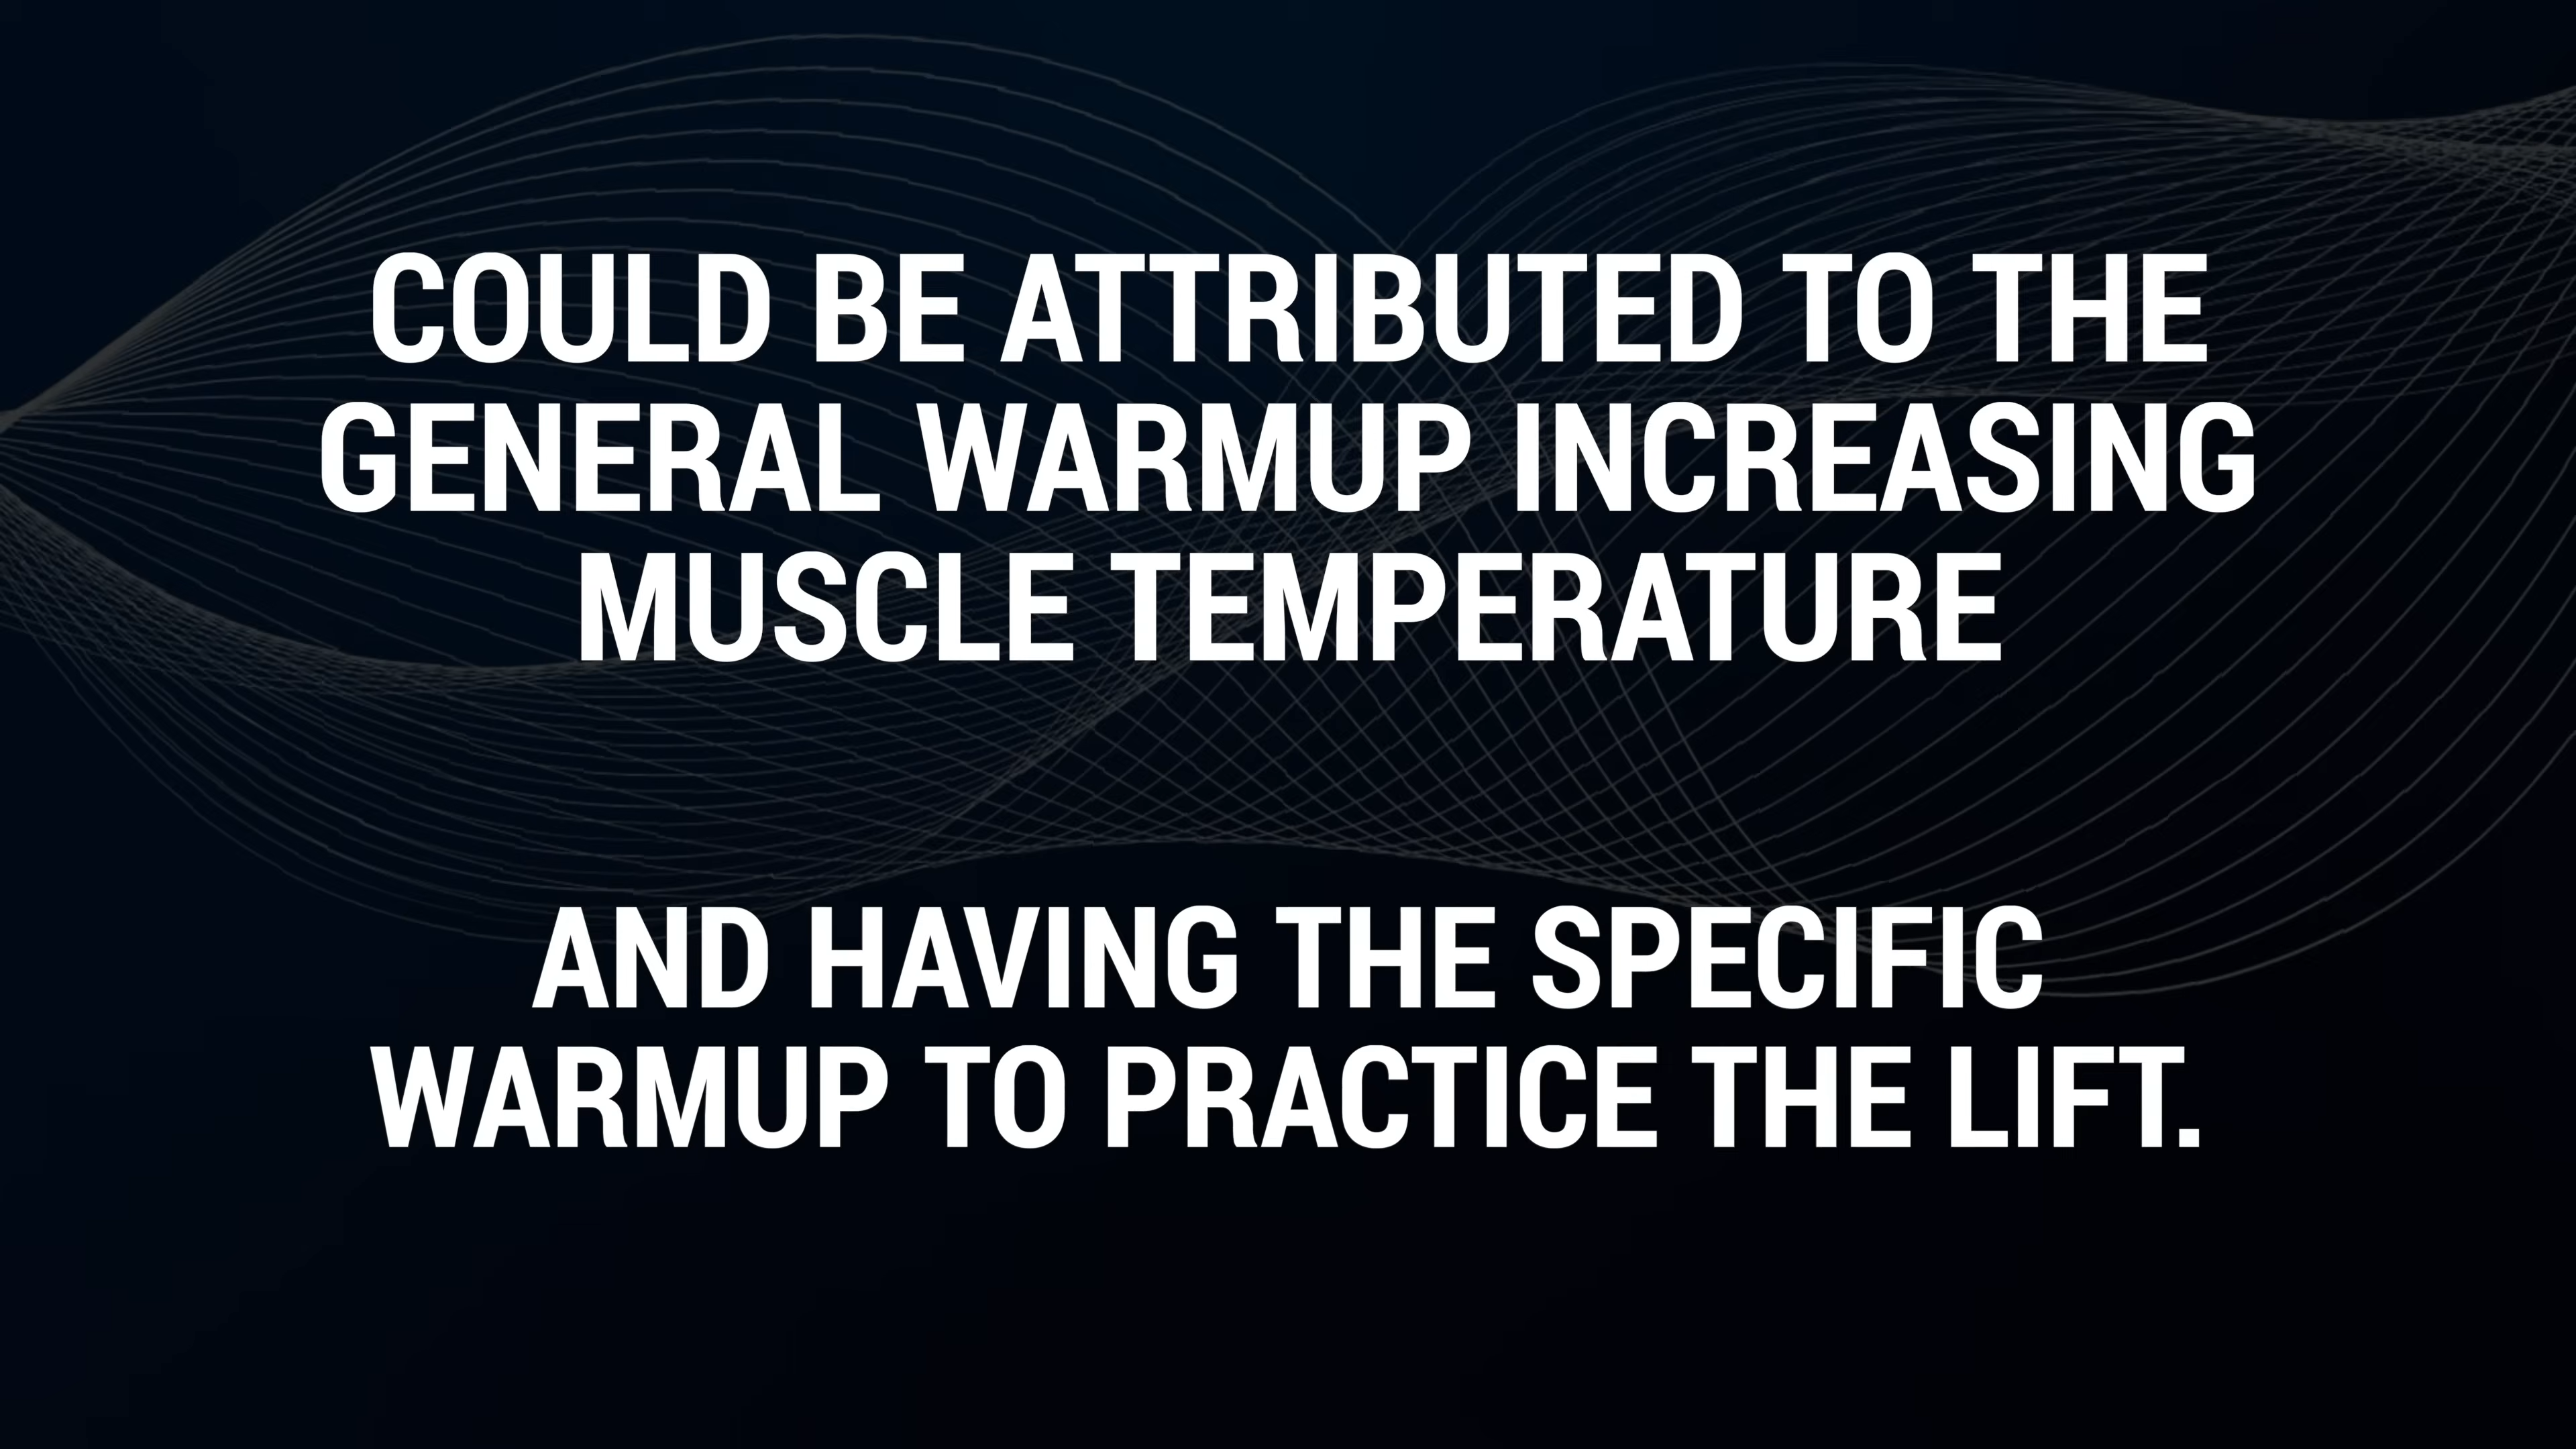 COULD BE ATTRIBUTED TO THE
GENERAL WARMUP INCREASING
MUSCLE TEMPERATURE
AND HAVING THE SPECIFIC
WARMUP TO PRACTICE THE LIFT.